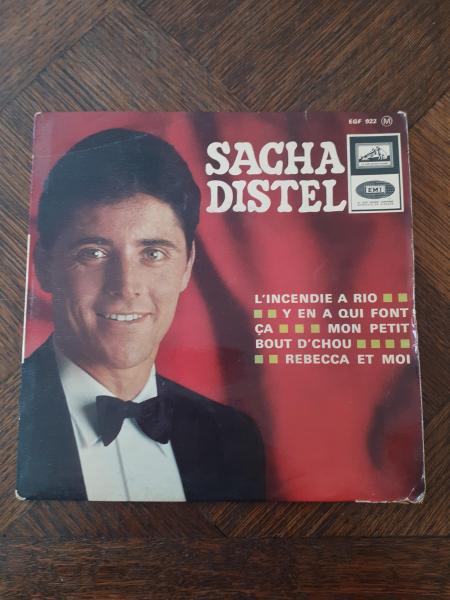 EGF 922 M
SACHA
DISTEL
EMI
L'INCENDIE A RIO
Y EN A QUI FONT
ÇA MON PETIT
BOUT D'CHOU
REBECCA ET MOI